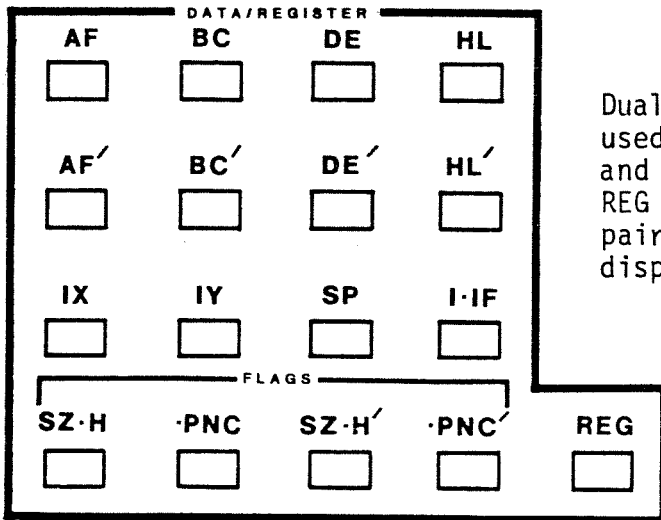 DATA/REGISTER
AF BC DE HL
AF′ BC′ DE′ HL′
IX IY SP I·IF
FLAGS
SZ·H ·PNC SZ·H′ ·PNC′ REG
Dual
used
and
REG
pair
disp